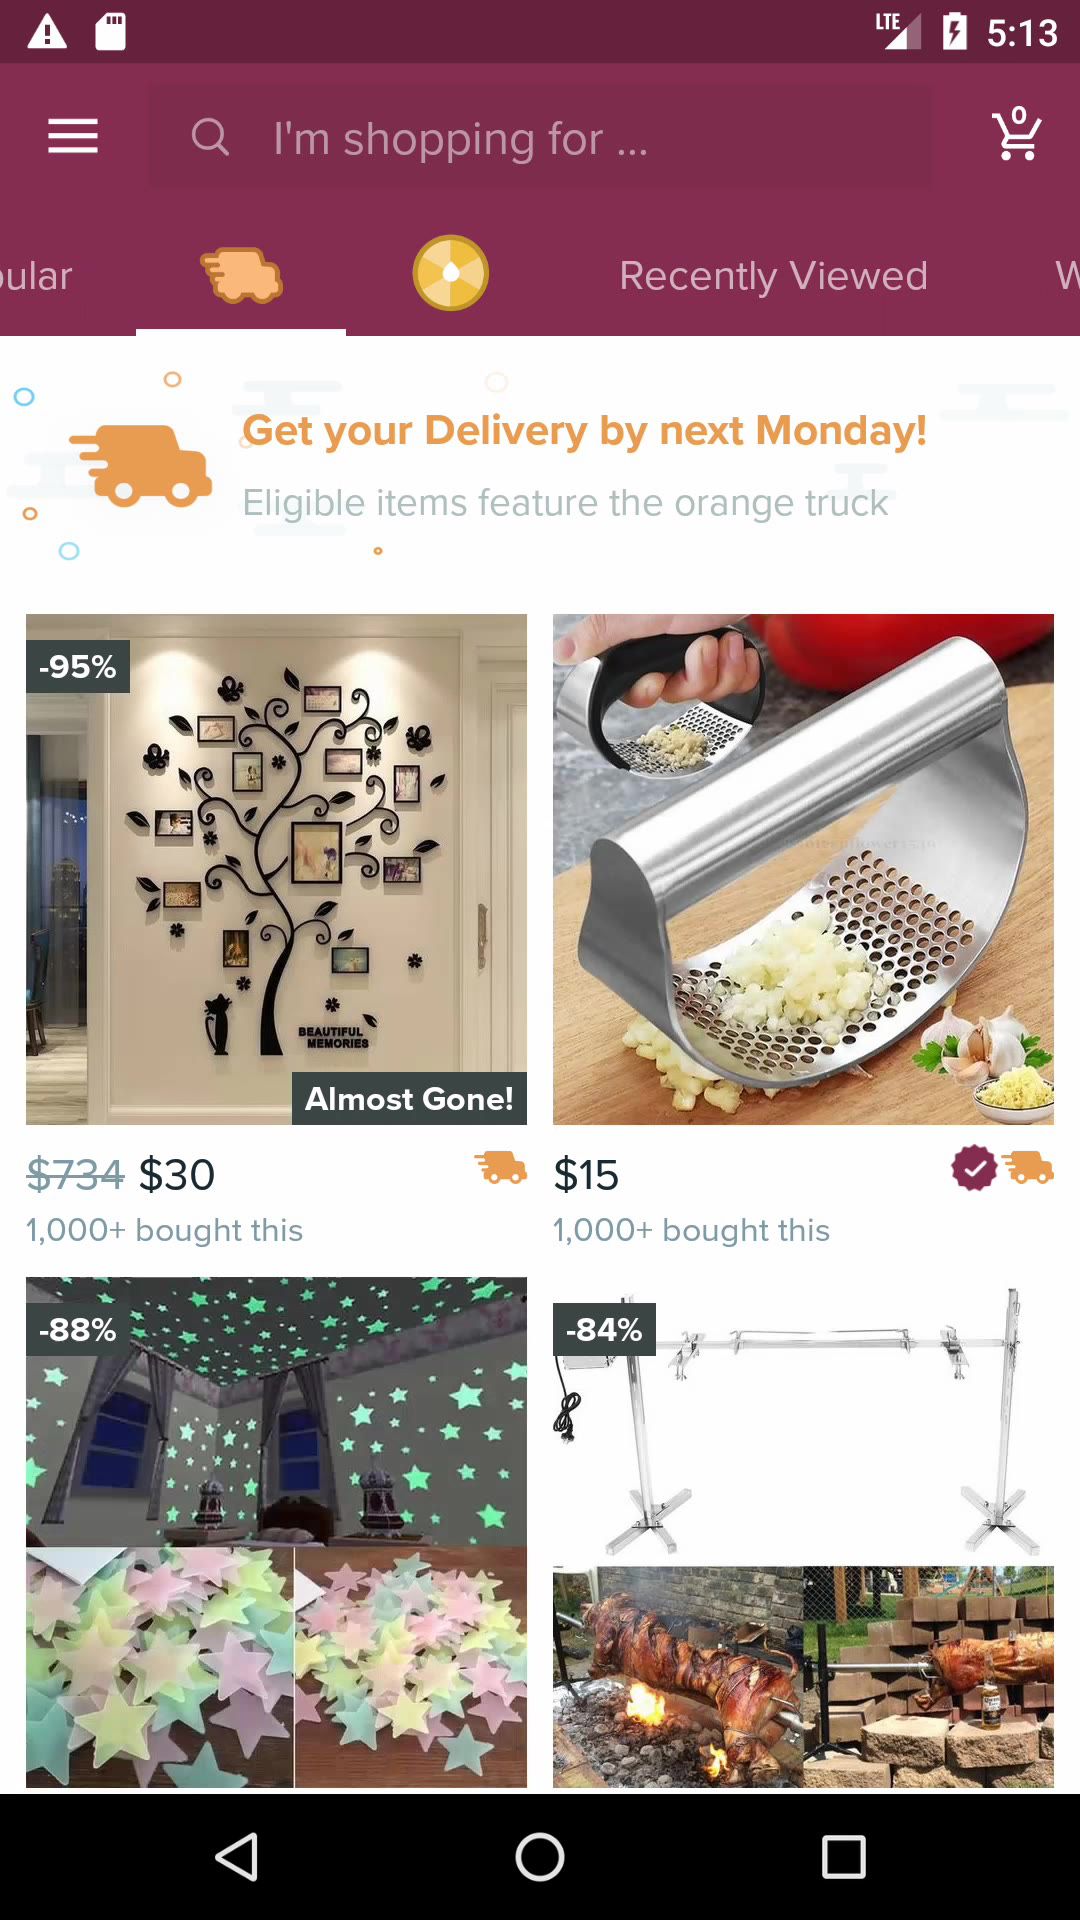 LTE 5:13
I'm shopping for ...
0
pular
Recently Viewed
W
Get your Delivery by next Monday!
Eligible items feature the orange truck
-95%
BEAUTIFUL
MEMORIES
Almost Gone!
$734 $30
$15
1,000+ bought this
1,000+ bought this
-88%
-84%